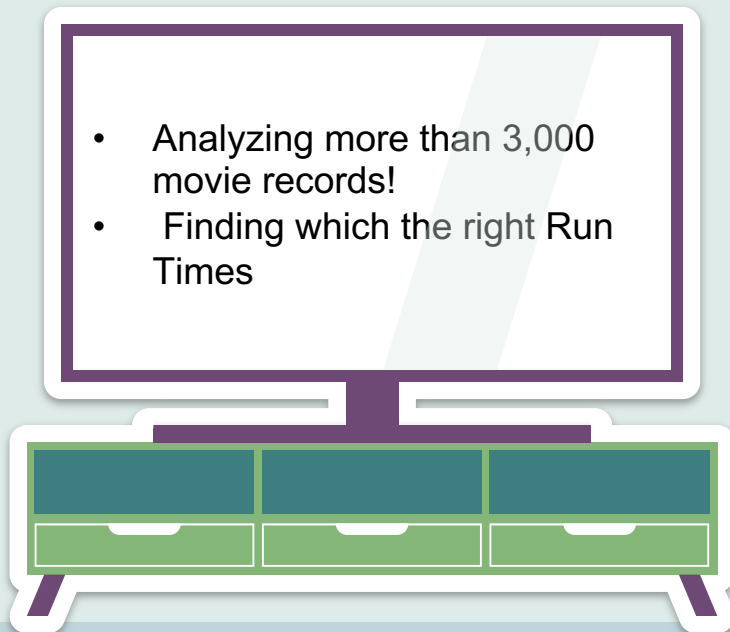 • Analyzing more than 3,000
movie records!
• Finding which the right Run
Times